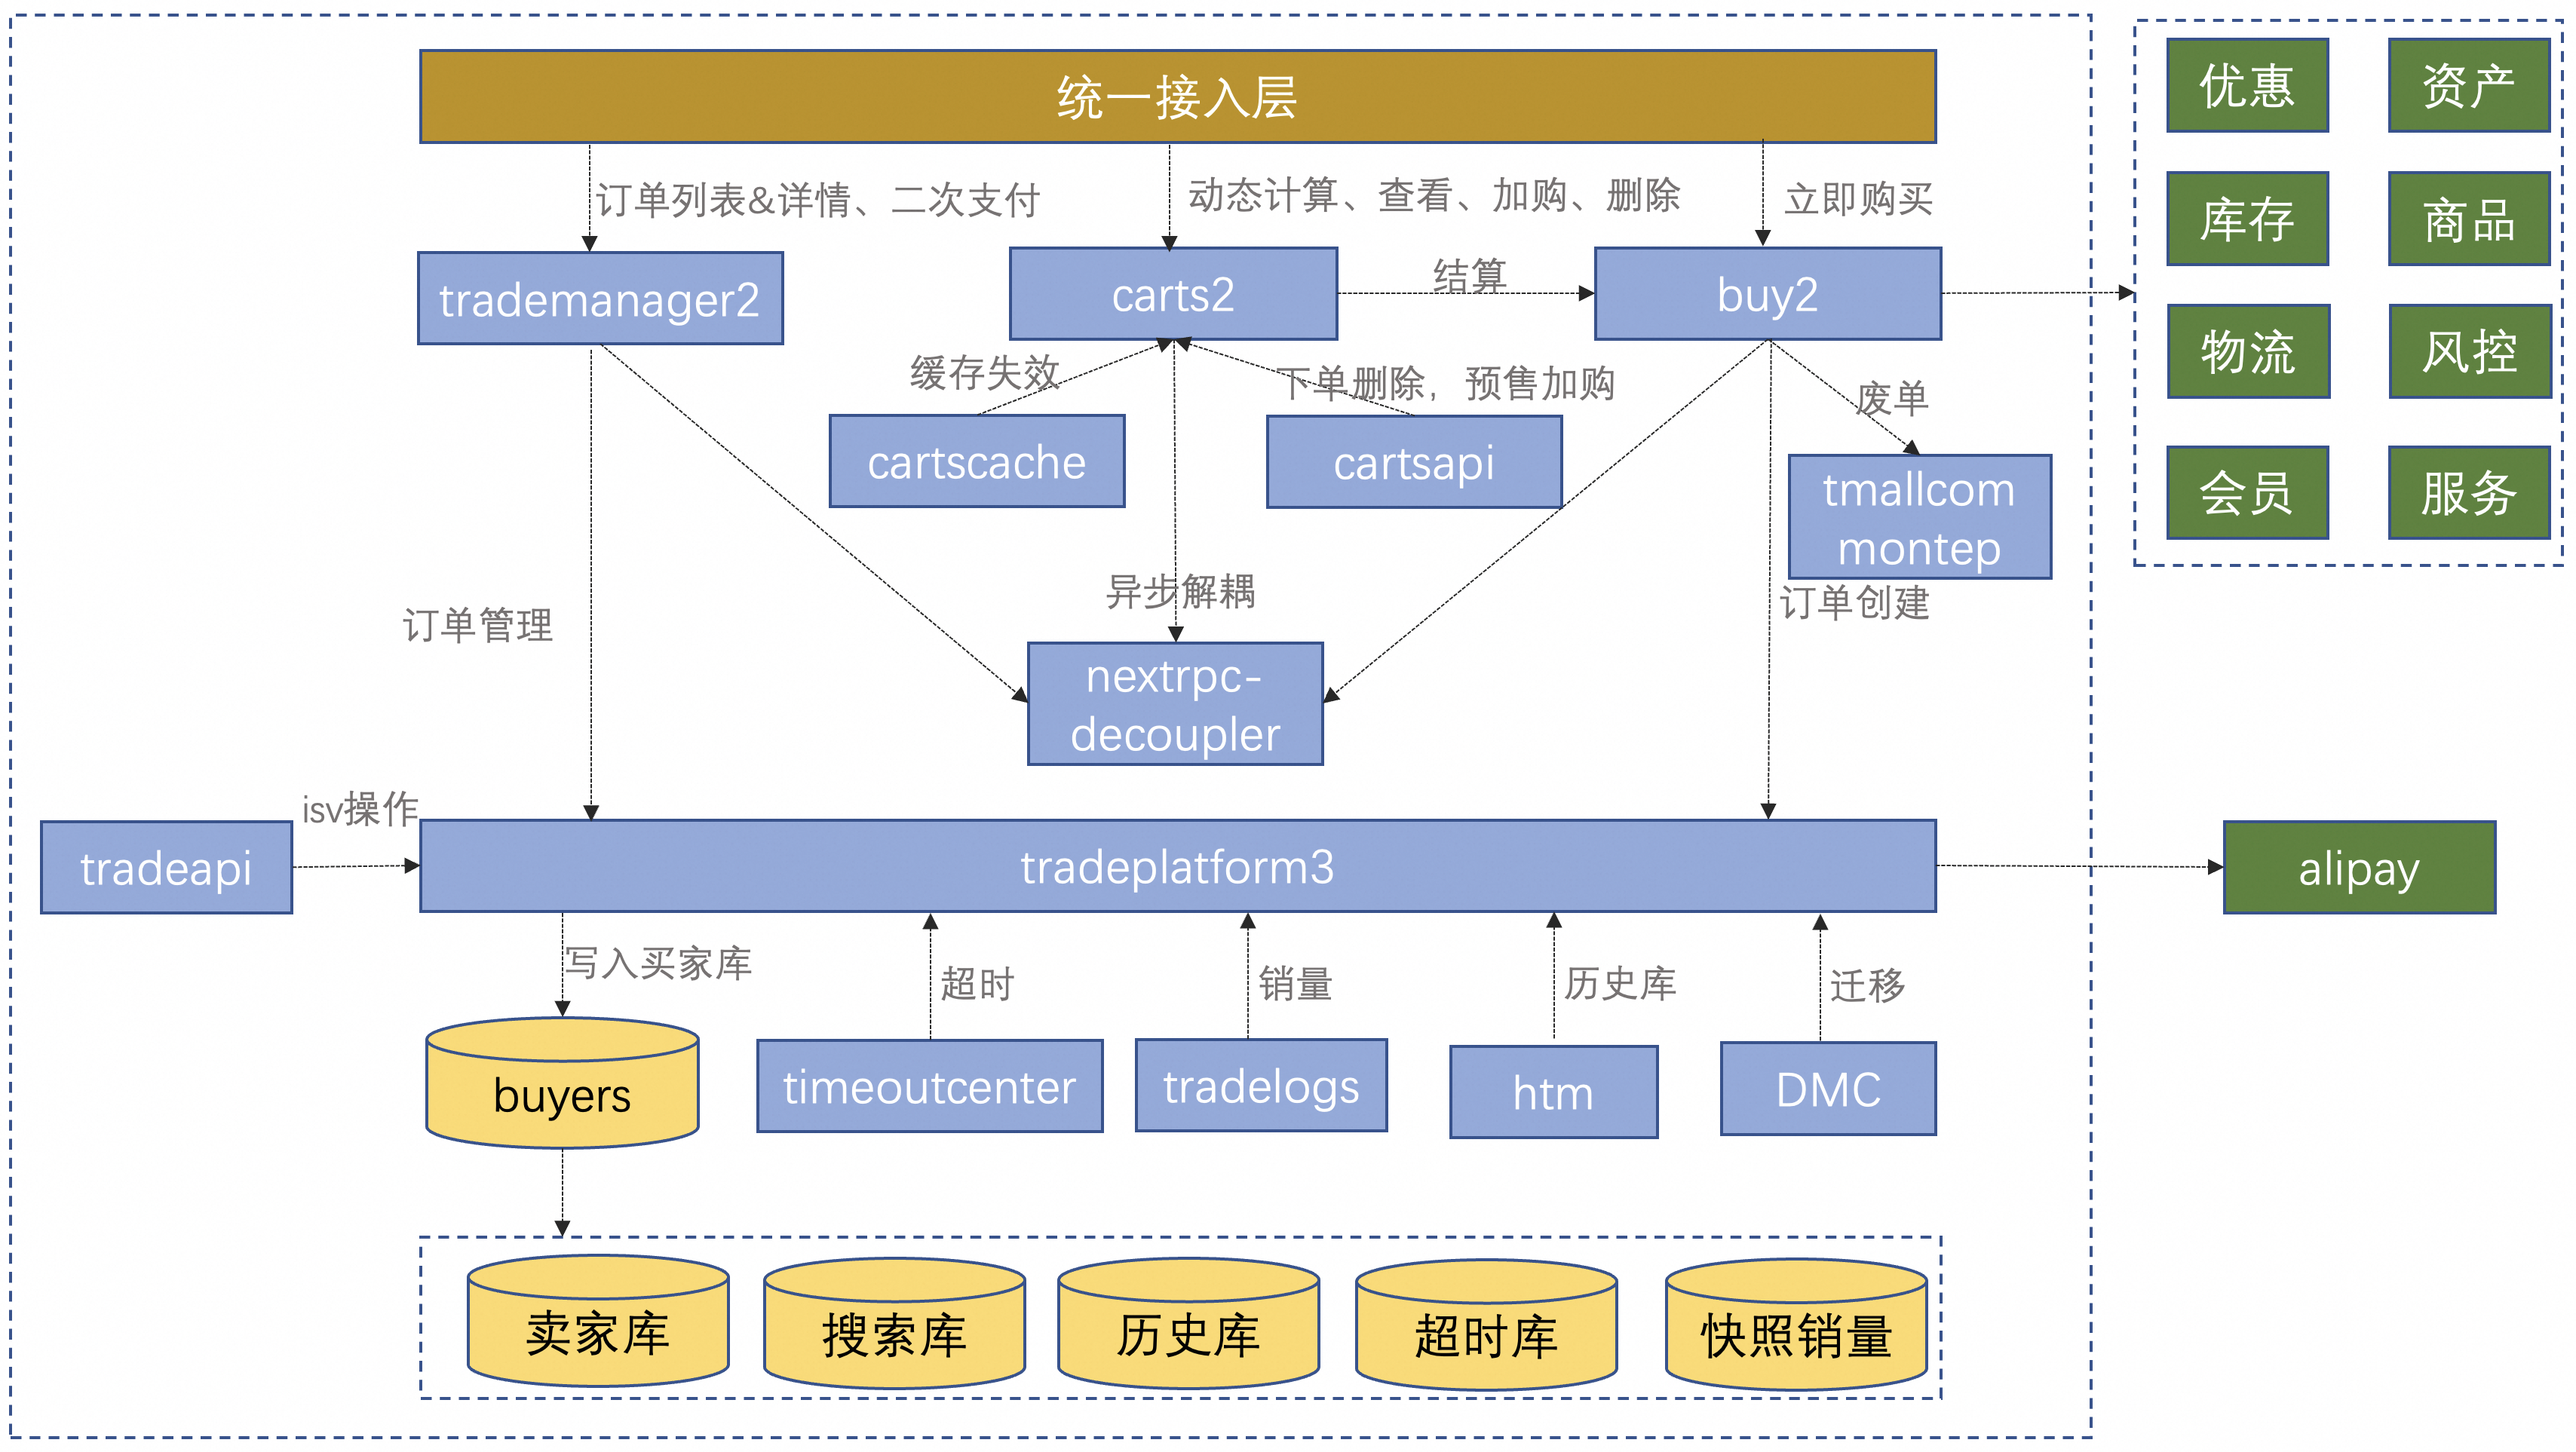 统一接入层
优惠
资产
订单列表&详情、二次支付
动态计算、查看、加购、删除
立即购买
库存
商品
trademanager2
carts2
结算
buy2
物流
风控
缓存失效
下单删除，预售加购
废单
cartscache
cartsapi
tmallcom
montep
会员
服务
异步解耦
订单管理
订单创建
nextrpc-
decoupler
isv操作
tradeapi
tradeplatform3
alipay
写入买家库
超时
销量
历史库
迁移
buyers
timeoutcenter
tradelogs
htm
DMC
卖家库
搜索库
历史库
超时库
快照销量